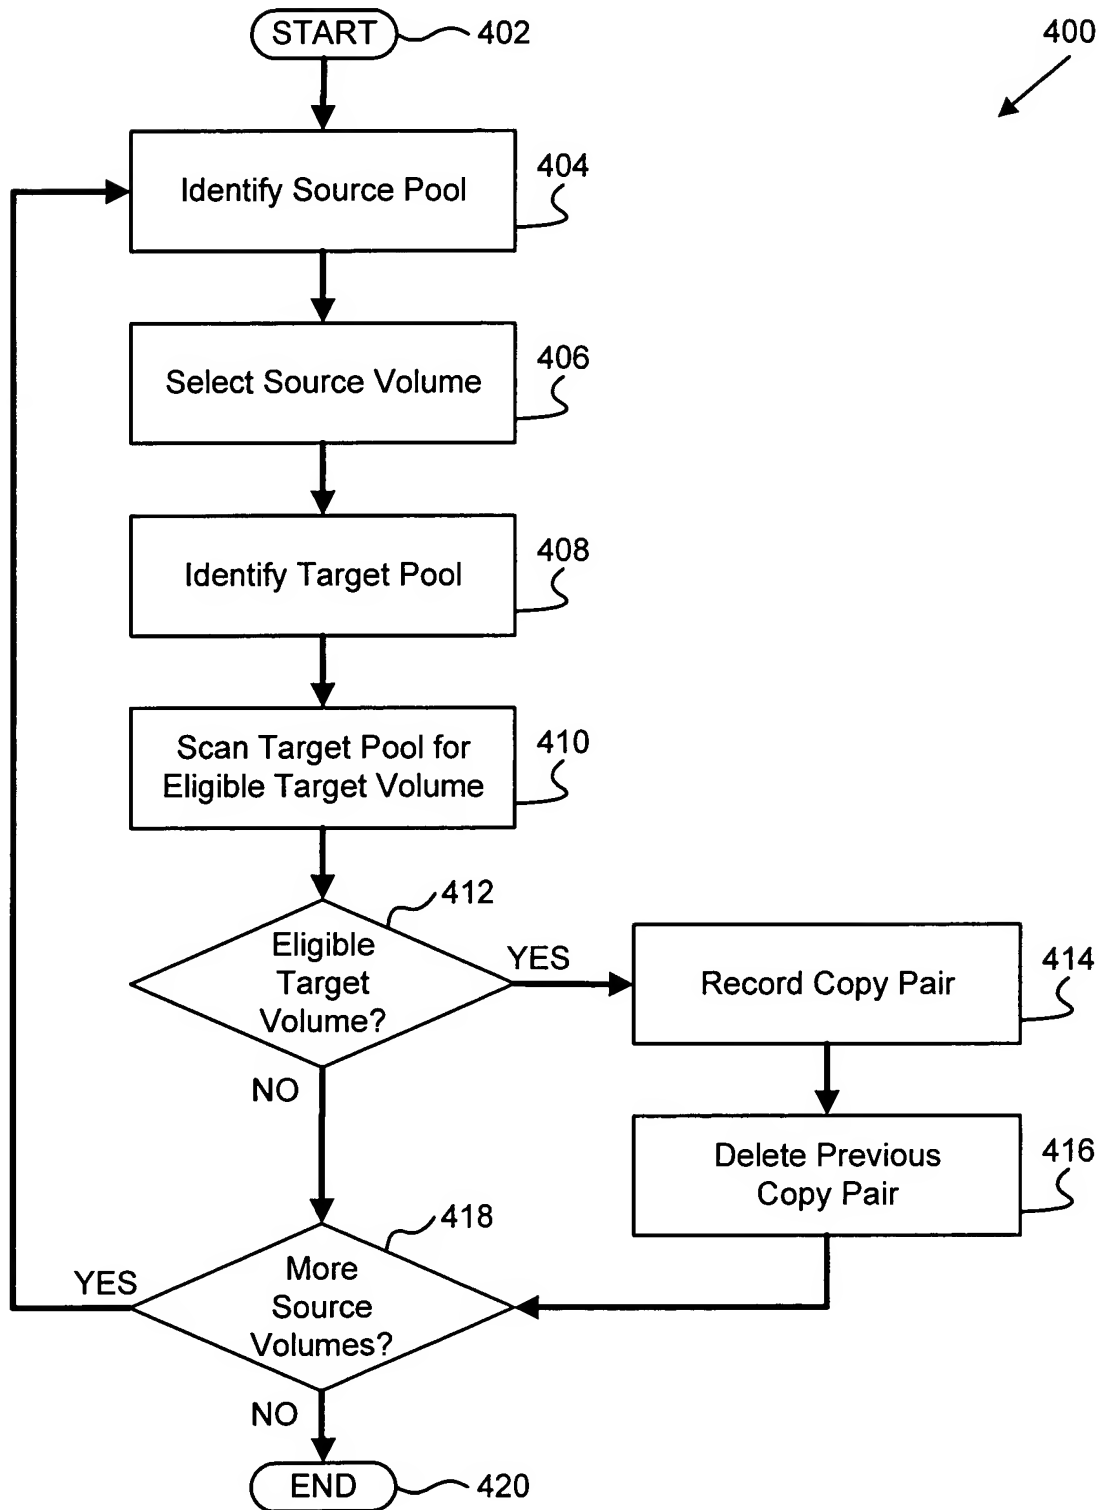 START
402
400
404
Identify Source Pool
406
Select Source Volume
408
Identify Target Pool
410
Scan Target Pool for
Eligible Target Volume
412
Eligible
Target
Volume?
YES
414
Record Copy Pair
NO
416
Delete Previous
Copy Pair
418
More
Source
Volumes?
YES
NO
END
420